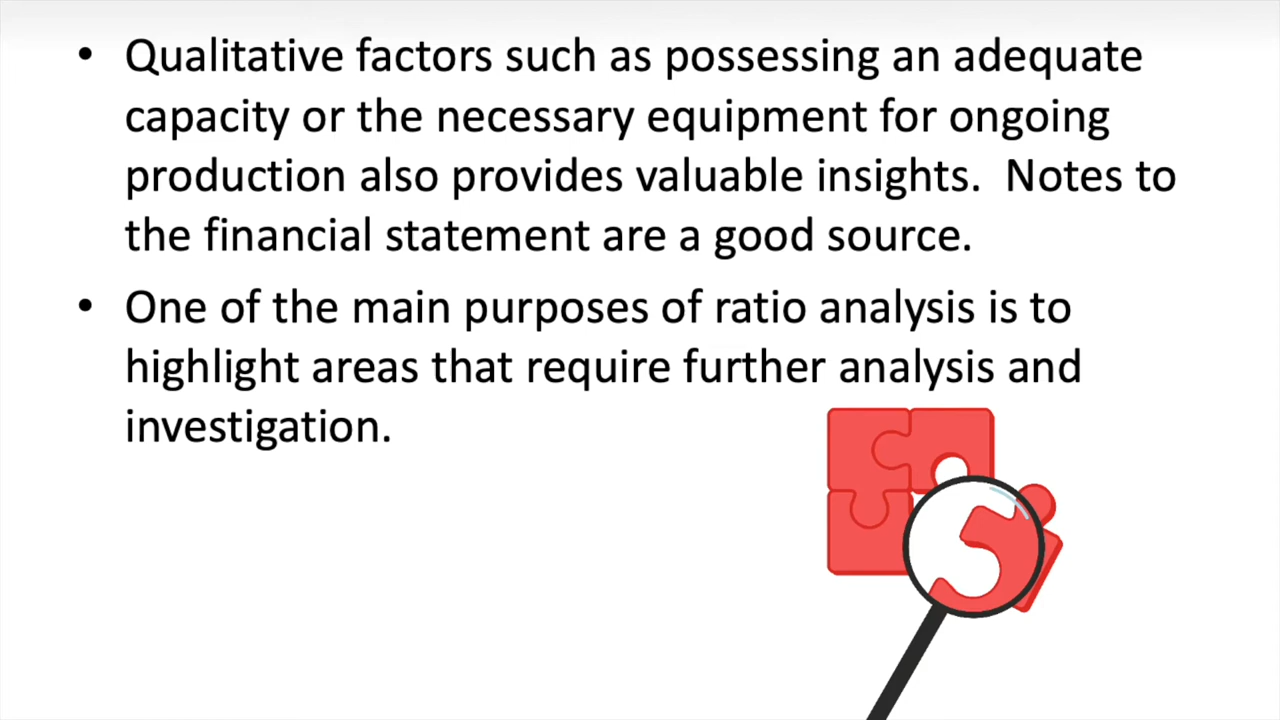 • Qualitative factors such as possessing an adequate
capacity or the necessary equipment for ongoing
production also provides valuable insights.  Notes to
the financial statement are a good source.
• One of the main purposes of ratio analysis is to
highlight areas that require further analysis and
investigation.